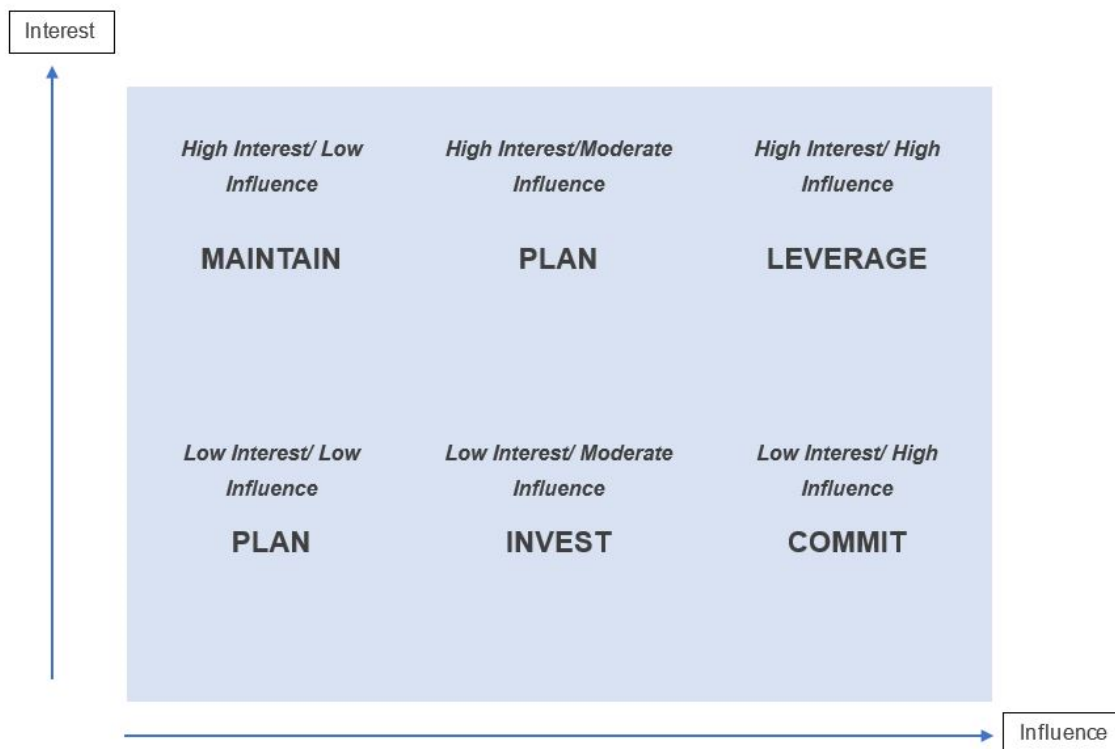 Interest
High Interest/ Low
Influence
MAINTAIN
High Interest/Moderate
Influence
PLAN
High Interest/ High
Influence
LEVERAGE
Low Interest/ Low
Influence
PLAN
Low Interest/ Moderate
Influence
INVEST
Low Interest/ High
Influence
COMMIT
Influence